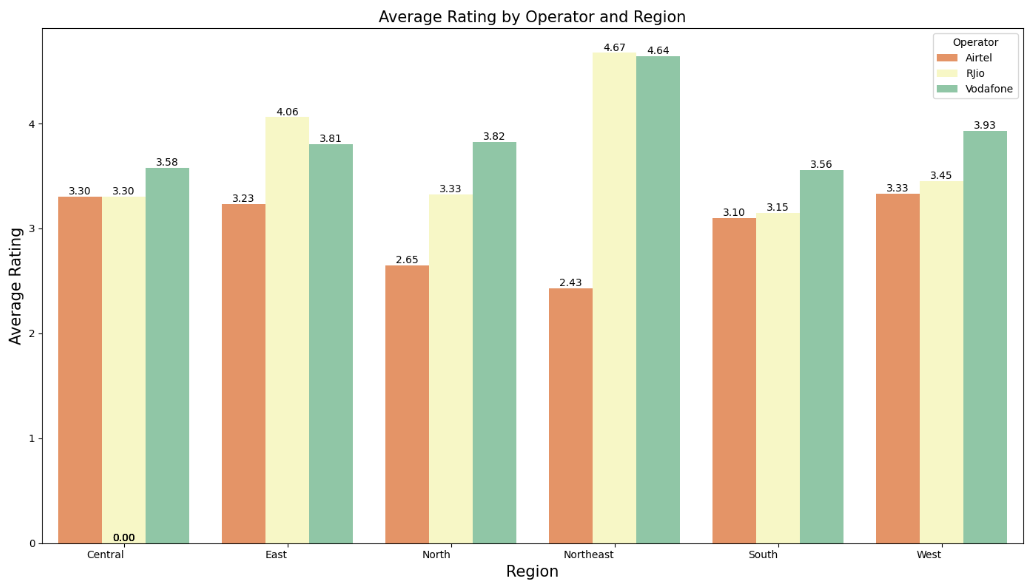 Average Rating by Operator and Region
Operator
Airtel
RJio
Vodafone
Average Rating
4
3
2
1
0
3.30
3.30
3.58
0.00
3.23
4.06
3.81
2.65
3.33
3.82
2.43
4.67
4.64
3.10
3.15
3.56
3.33
3.45
3.93
Central
East
North
Northeast
South
West
Region